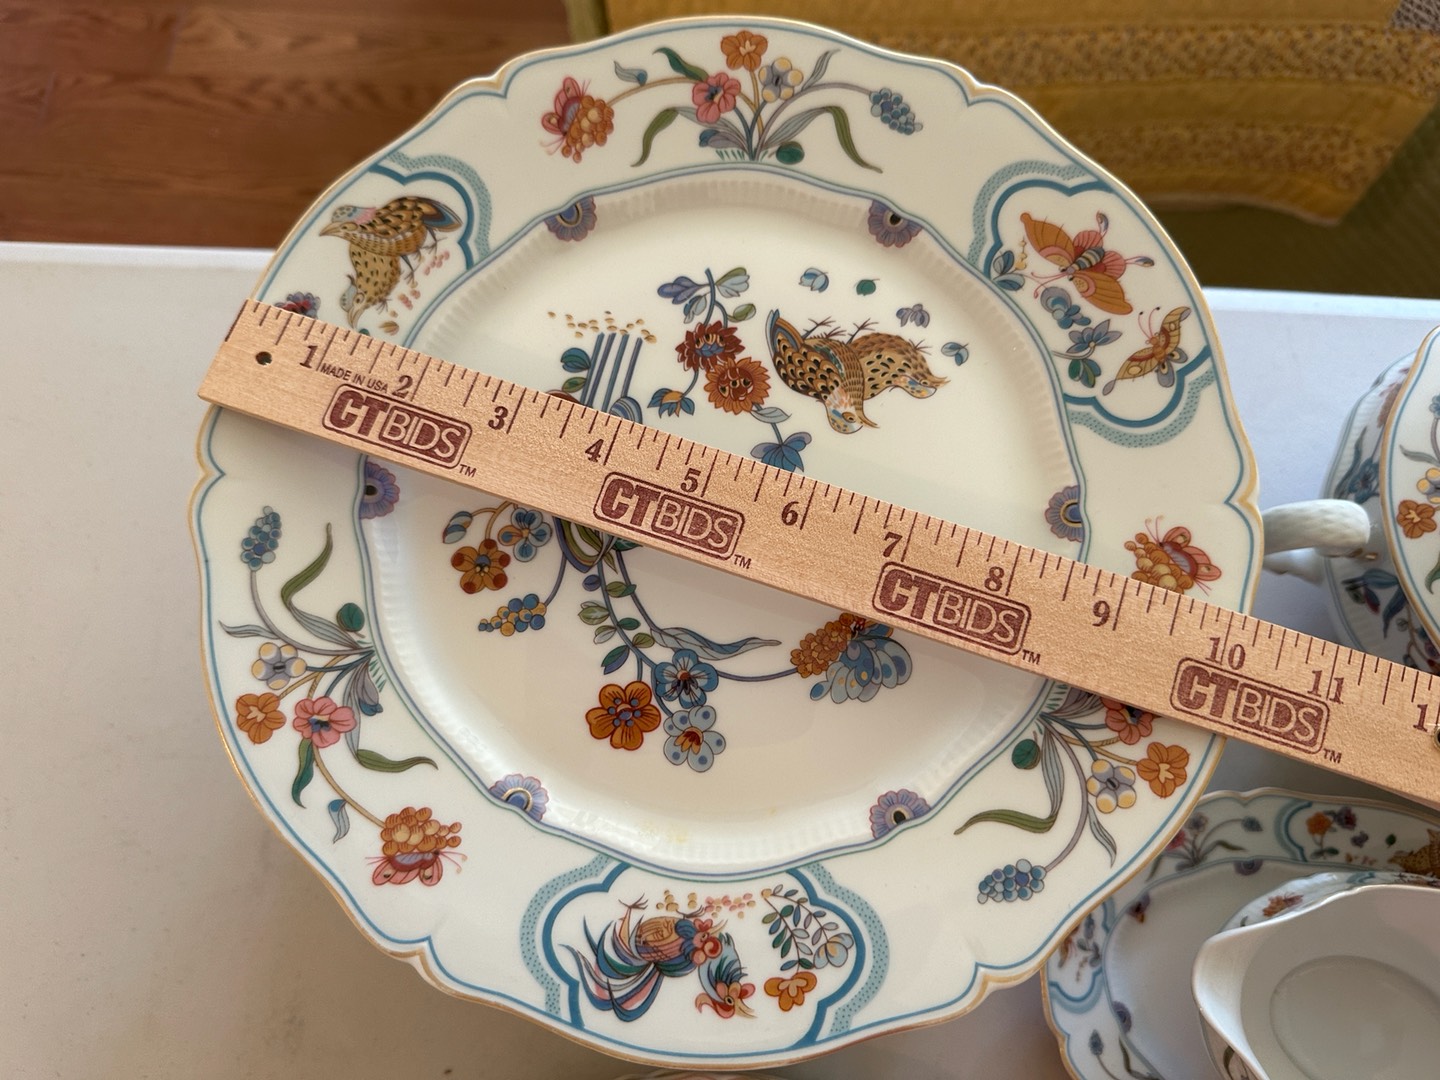 1 2 3 4 5 6 7 8 9 10 11
MADE IN USA
CTBIDS™
CTBIDS™
CTBIDS™
CTBIDS™